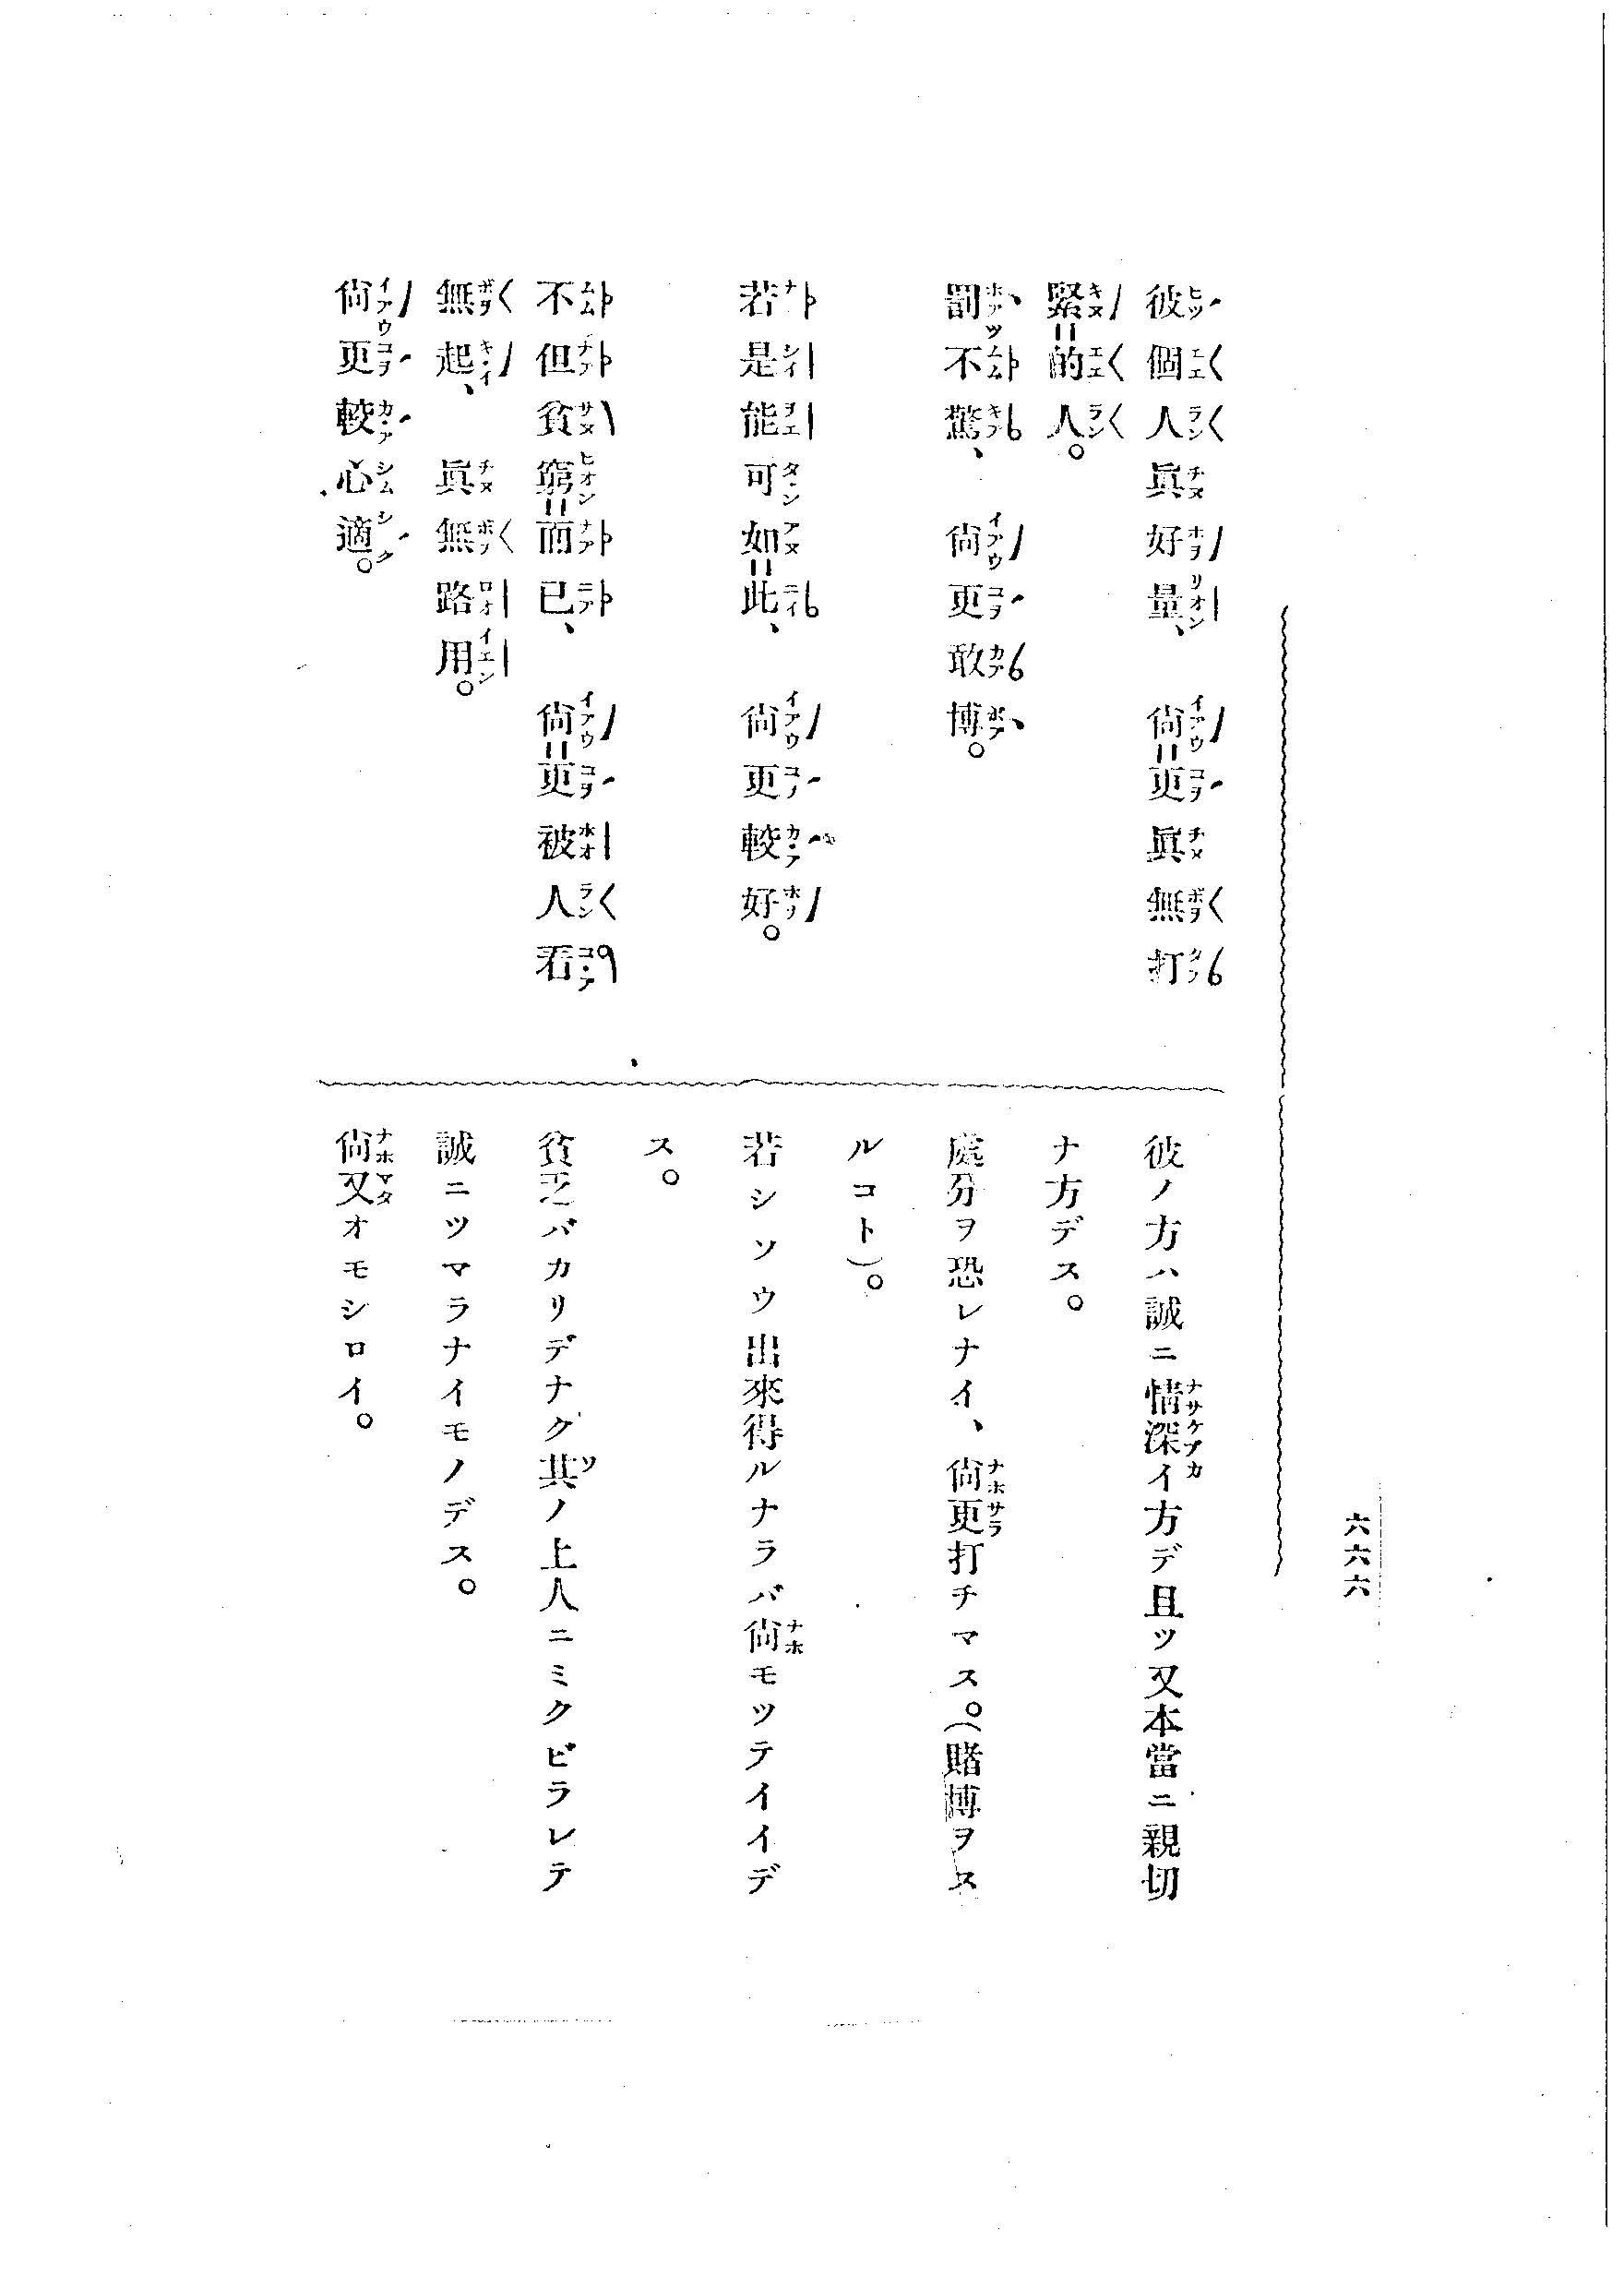 六六六
彼個人眞好量、尙更眞無打
緊的人。
罰不驚、尙更敢博。
若是能可如此、尙更較好。
不但貧窮而已、尙更被人看
無起、眞無路用。
尙更較心適。
彼ノ方ハ誠ニ情深イ方デ且ツ又本當ニ親切
ナ方デス。
處分ヲ恐レナイ、尙更打チマス。(賭博ヲス
ルコト)。
若シソウ出來得ルナラバ尙モツテイイデ
ス。
貧乏バカリデナク其ノ上人ニミクビラレテ
誠ニツマラナイモノデス。
尙又オモシロイ。